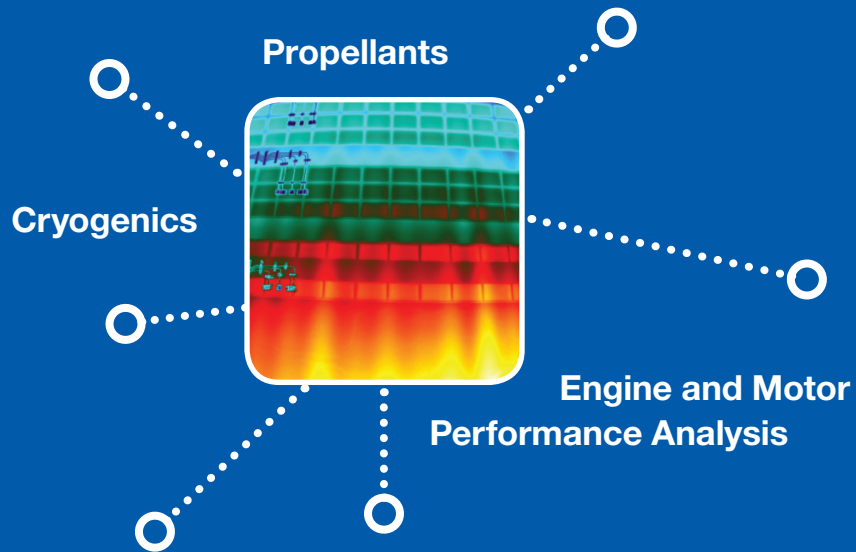 Propellants
Cryogenics
Engine and Motor
Performance Analysis